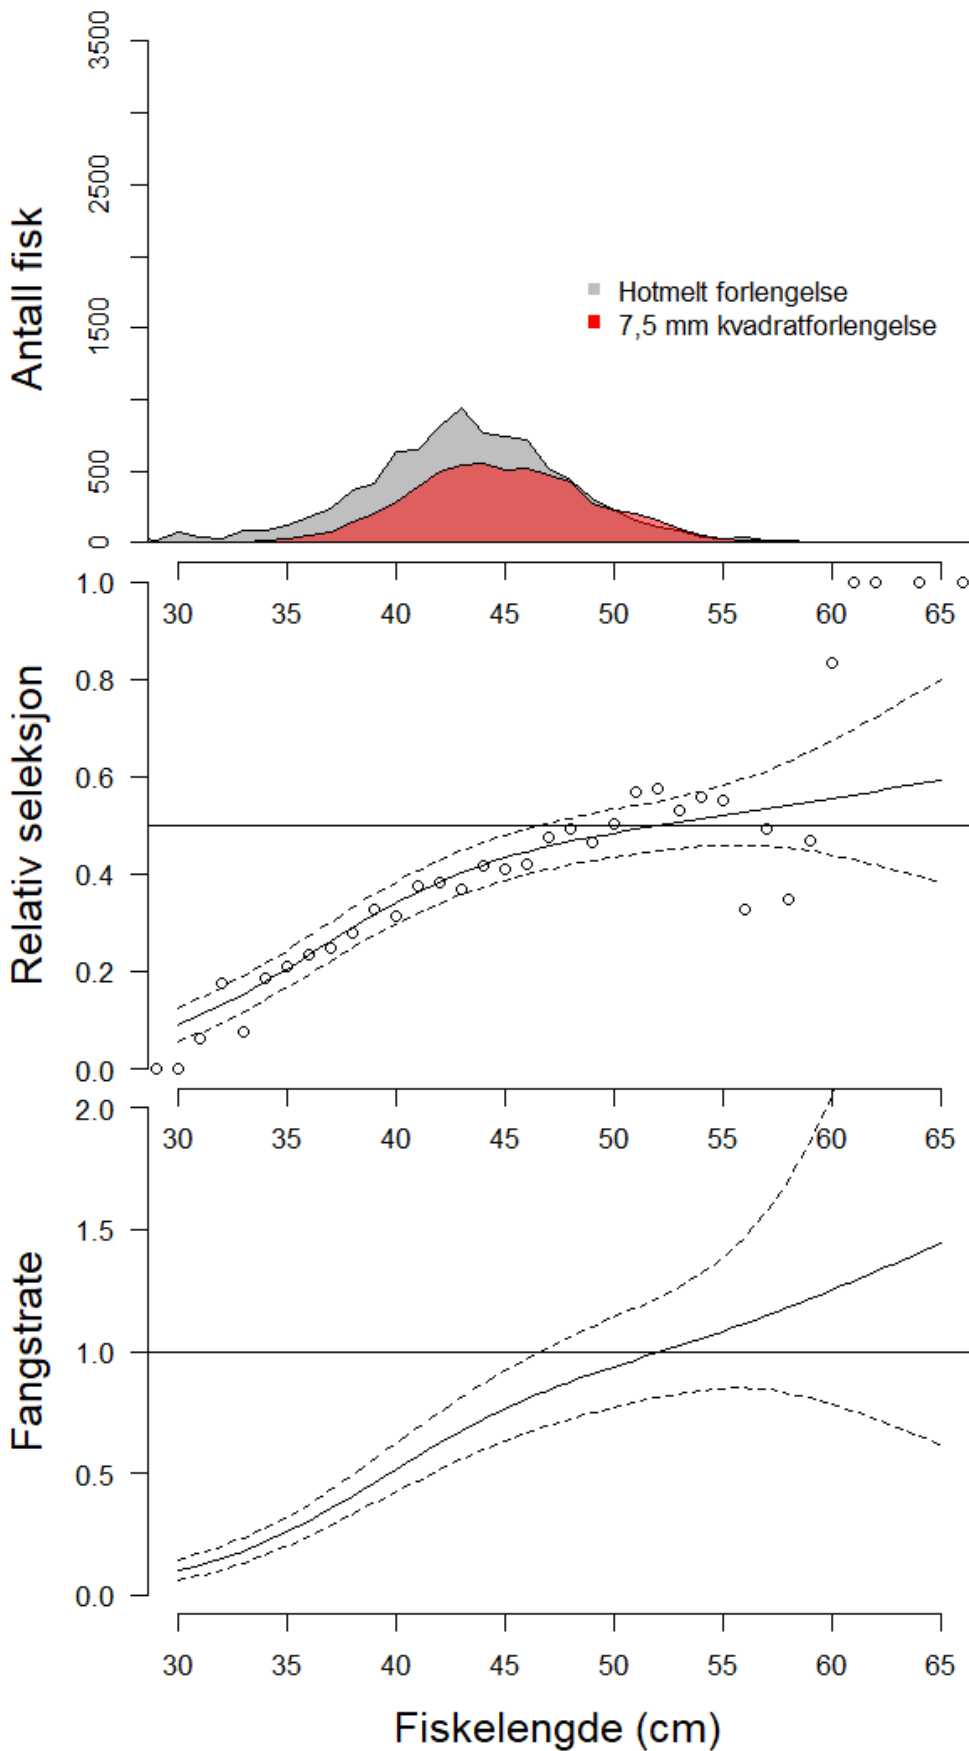 Antall fisk
3500
2500
1500
500
0
Hotmelt forlengelse
7,5 mm kvadratforlengelse
30 35 40 45 50 55 60 65
Relativ seleksjon
1.0
0.8
0.6
0.4
0.2
0.0
30 35 40 45 50 55 60 65
Fangstrate
2.0
1.5
1.0
0.5
0.0
30 35 40 45 50 55 60 65
Fiskelengde (cm)